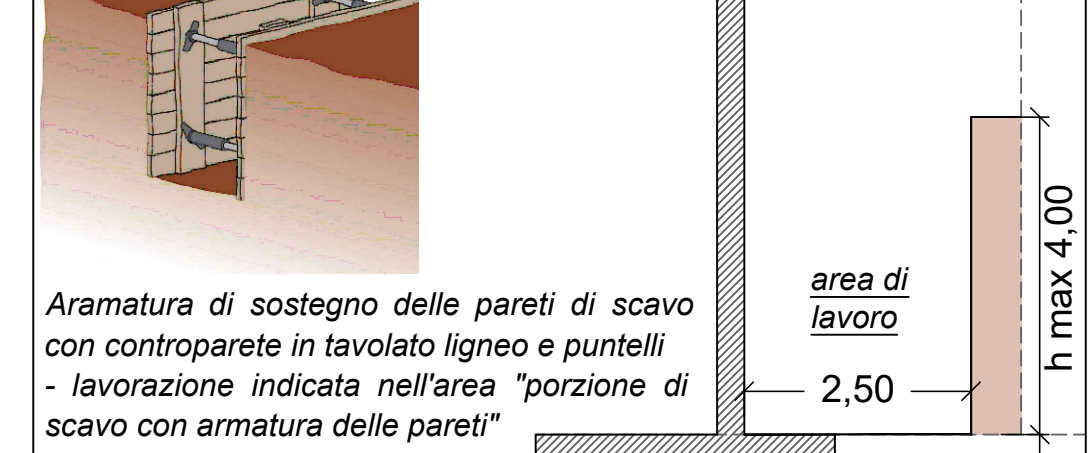 Aramatura di sostegno delle pareti di scavo
con controparete in tavolato ligneo e puntelli
- lavorazione indicata nell'area "porzione di
scavo con armatura delle pareti"
area di
lavoro
2,50
h max 4,00